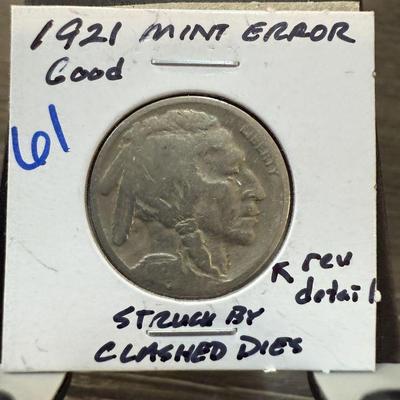 1921 MINT ERROR
Good
61
LIBERTY
rev
detail
STRUCK BY
CLASHED DIES